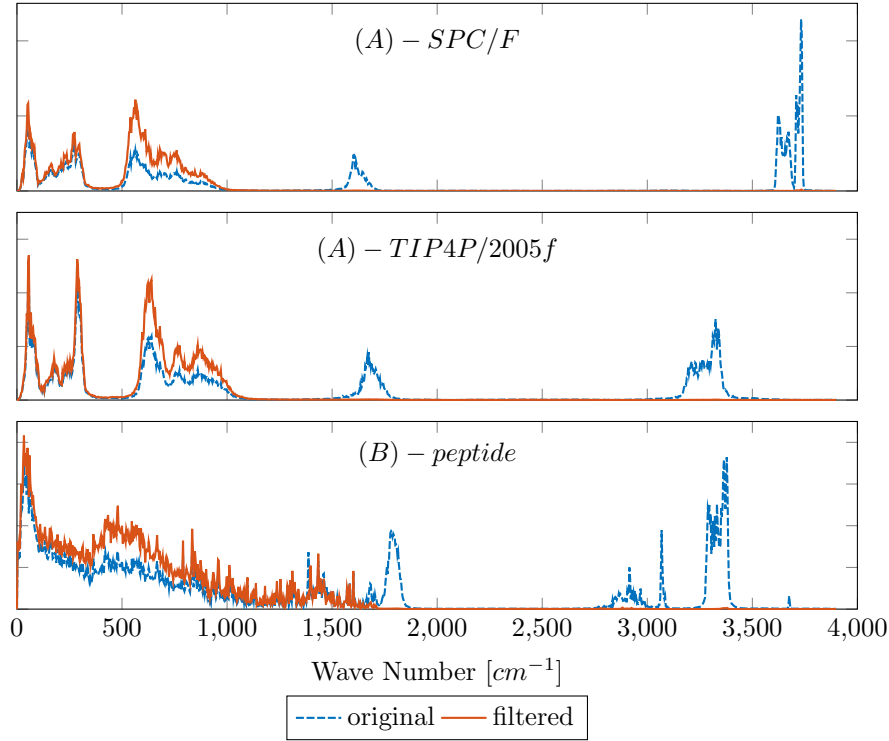 (A) − SPC/F
(A) − TIP4P/2005f
(B) − peptide
0 500 1,000 1,500 2,000 2,500 3,000 3,500 4,000
Wave Number [cm⁻¹]
original filtered